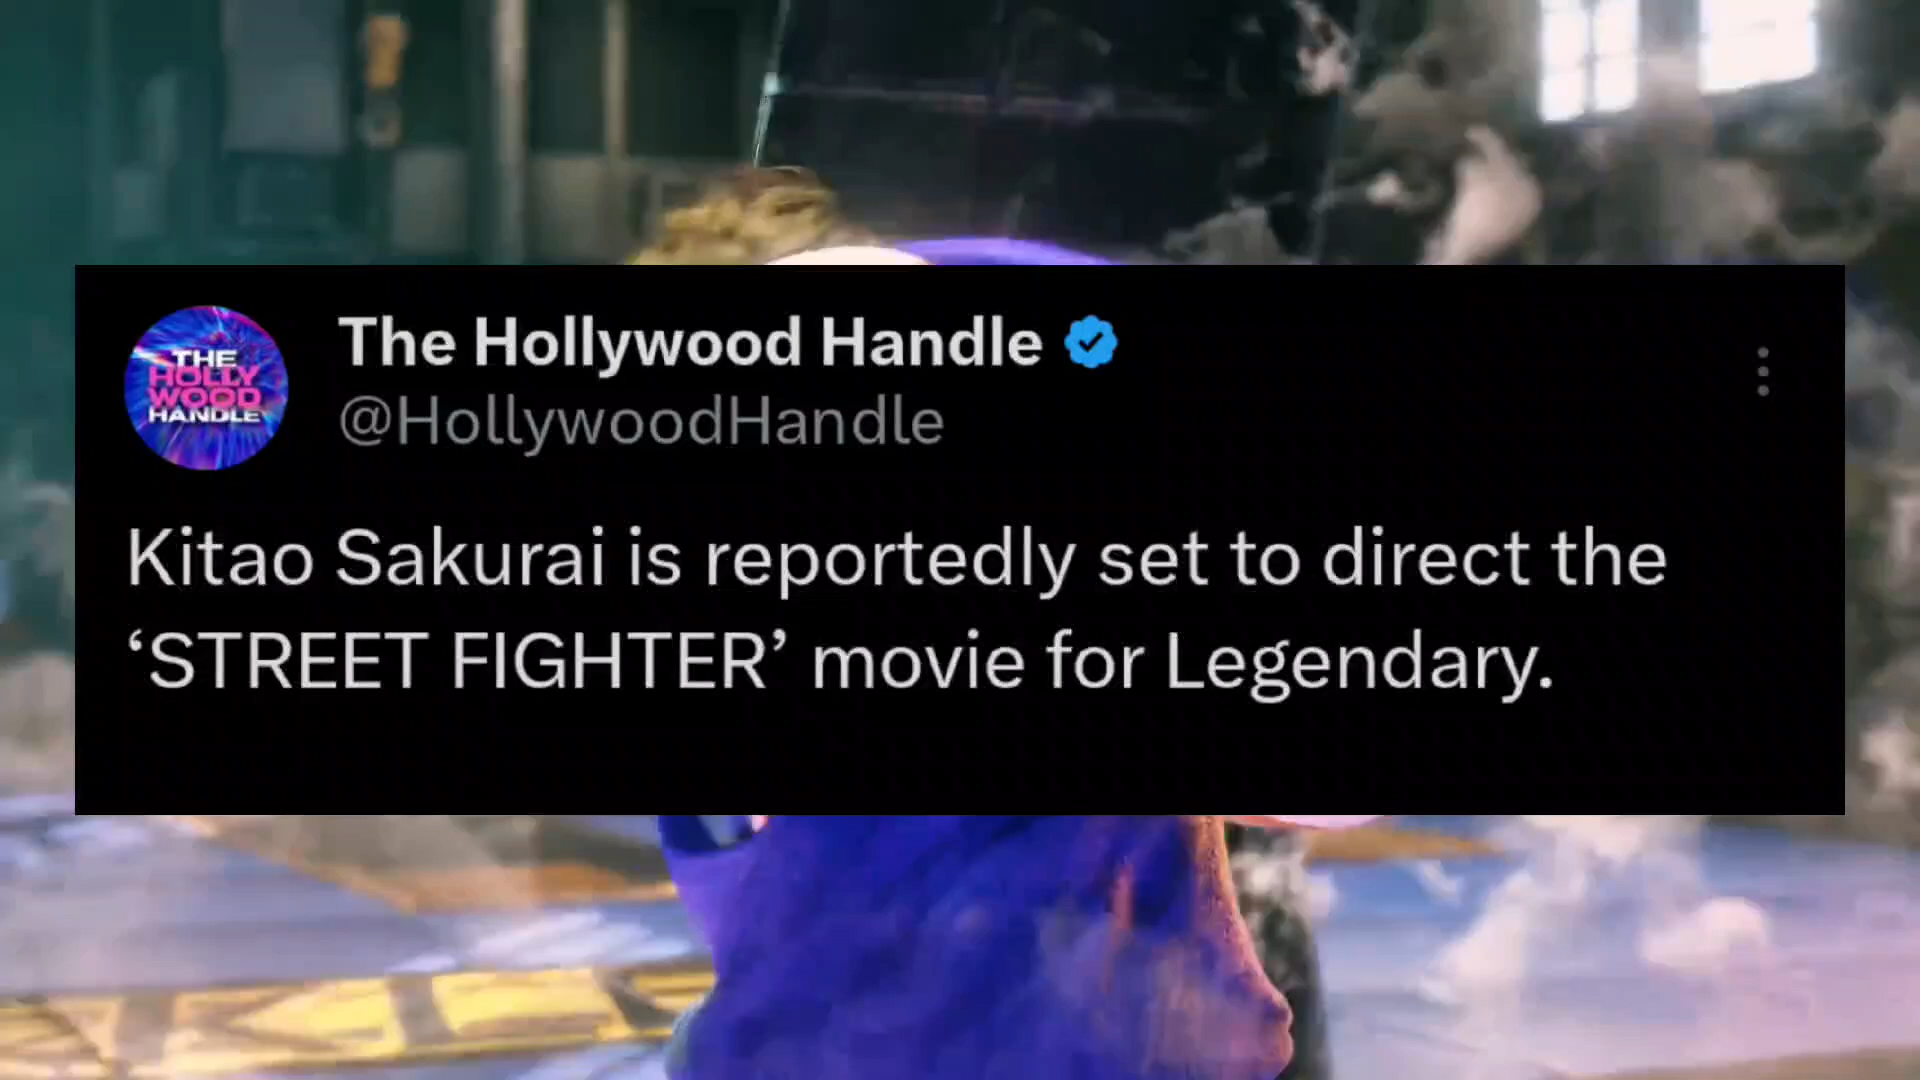 THE
HOLLY
WOOD
HANDLE
The Hollywood Handle
@HollywoodHandle
Kitao Sakurai is reportedly set to direct the
‘STREET FIGHTER’ movie for Legendary.